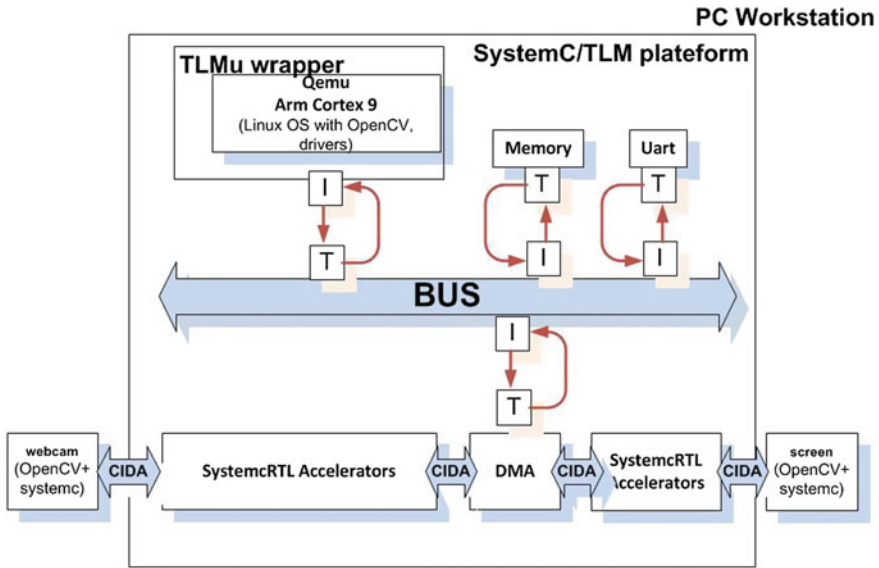 PC Workstation
SystemC/TLM plateform
TLMu wrapper
Qemu
Arm Cortex 9
(Linux OS with OpenCV,
drivers)
Memory
Uart
I
T
T
I
T
I
BUS
I
T
webcam
(OpenCV+
systemc)
CIDA
SystemcRTL Accelerators
CIDA
DMA
CIDA
SystemcRTL
Accelerators
CIDA
screen
(OpenCV+
systemc)